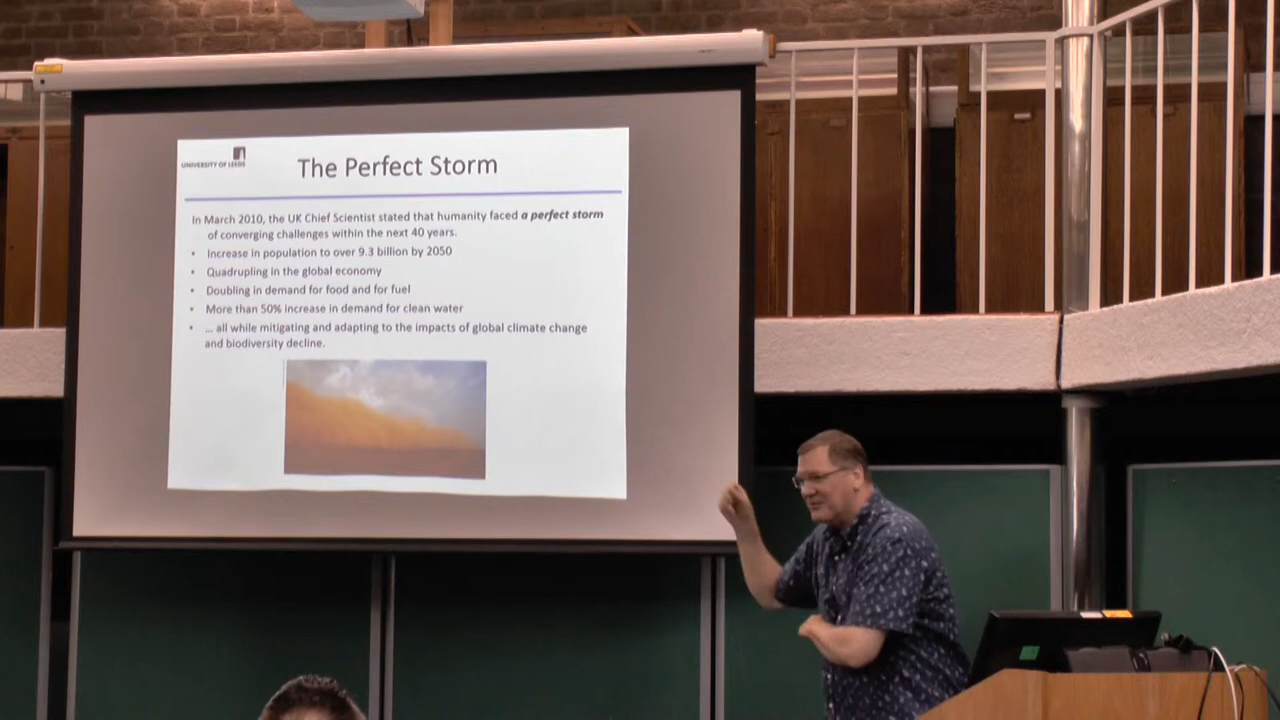 UNIVERSITY OF LEEDS
The Perfect Storm
In March 2010, the UK Chief Scientist stated that humanity faced a perfect storm
of converging challenges within the next 40 years.
• Increase in population to over 9.3 billion by 2050
• Quadrupling in the global economy
• Doubling in demand for food and for fuel
• More than 50% increase in demand for clean water
• ... all while mitigating and adapting to the impacts of global climate change
and biodiversity decline.